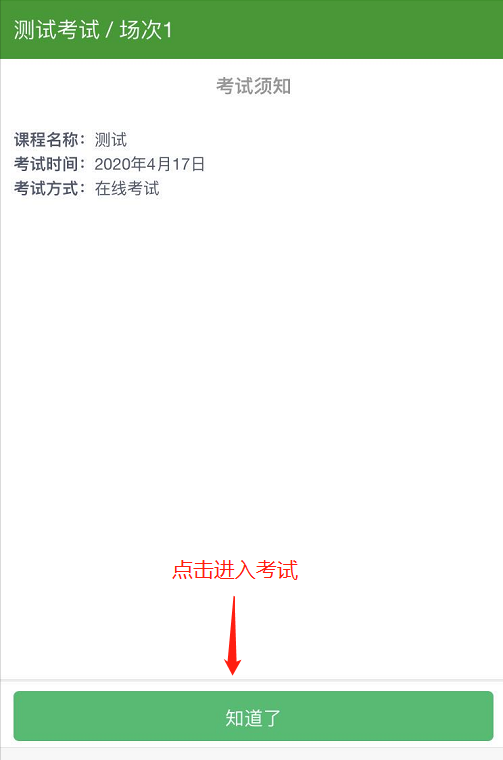 测试考试 / 场次1
考试须知
课程名称：测试
考试时间：2020年4月17日
考试方式：在线考试
点击进入考试
知道了